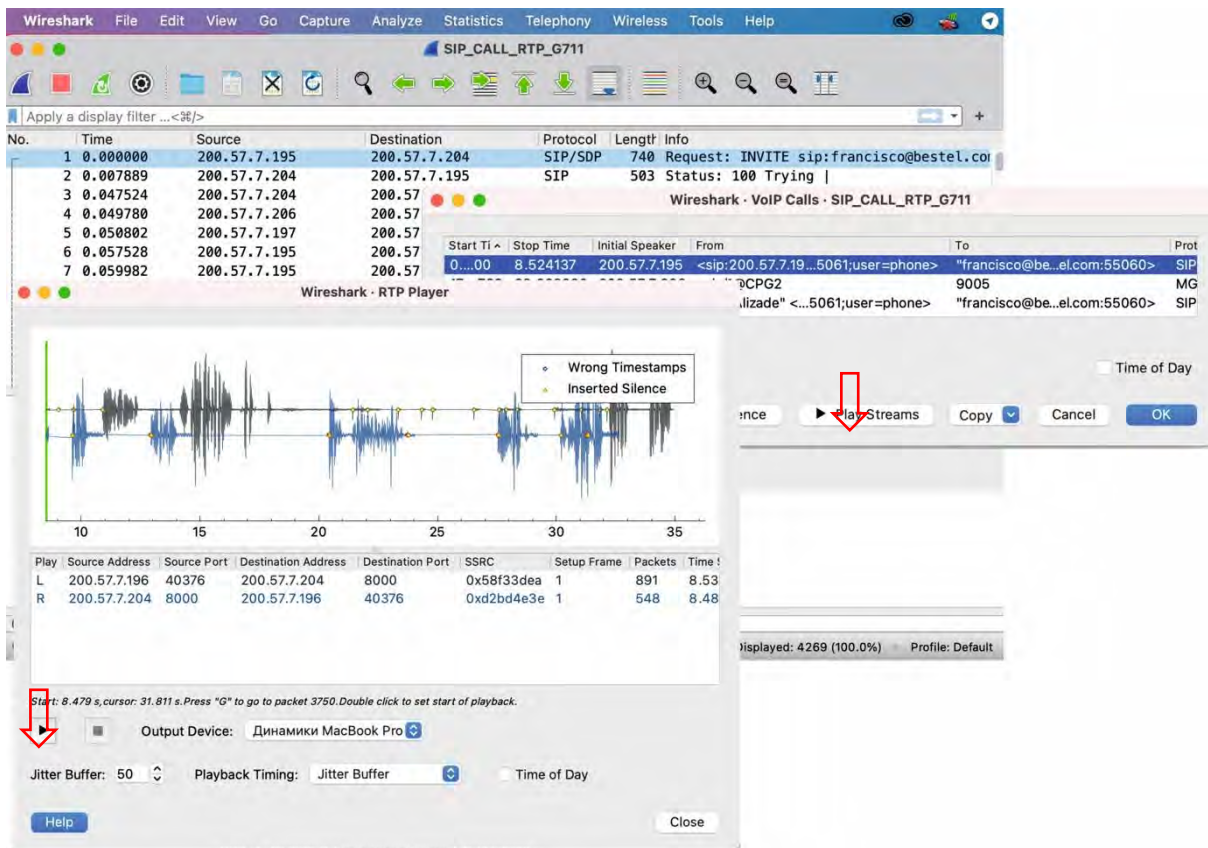 Wireshark File Edit View Go Capture Analyze Statistics Telephony Wireless Tools Help
SIP_CALL_RTP_G711
Apply a display filter ...<⌘/>
No. Time Source Destination Protocol Length Info
1 0.000000 200.57.7.195 200.57.7.204 SIP/SDP 740 Request: INVITE sip:francisco@bestel.com
2 0.007889 200.57.7.204 200.57.7.195 SIP 503 Status: 100 Trying |
3 0.047524 200.57.7.204 200.57
4 0.049780 200.57.7.206 200.57
5 0.050802 200.57.7.197 200.57
6 0.057528 200.57.7.195 200.57
7 0.059982 200.57.7.195 200.57
Wireshark · VoIP Calls · SIP_CALL_RTP_G711
Start Ti Stop Time Initial Speaker From To Prot
0....00 8.524137 200.57.7.195 <sip:200.57.7.19...5061;user=phone> "francisco@be...el.com:55060> SIP
@CPG2 9005 MG
lizade" <...5061;user=phone> "francisco@be...el.com:55060> SIP
Time of Day
ence Play Streams Copy Cancel OK
Wireshark · RTP Player
Wrong Timestamps
Inserted Silence
10 15 20 25 30 35
Play Source Address Source Port Destination Address Destination Port SSRC Setup Frame Packets Time
L 200.57.7.196 40376 200.57.7.204 8000 0x58f33dea 1 891 8.53
R 200.57.7.204 8000 200.57.7.196 40376 0xd2bd4e3e 1 548 8.48
Displayed: 4269 (100.0%) Profile: Default
Start: 8.479 s,cursor: 31.811 s.Press "G" to go to packet 3750.Double click to set start of playback.
Output Device: Динамики MacBook Pro
Jitter Buffer: 50 Playback Timing: Jitter Buffer Time of Day
Help Close